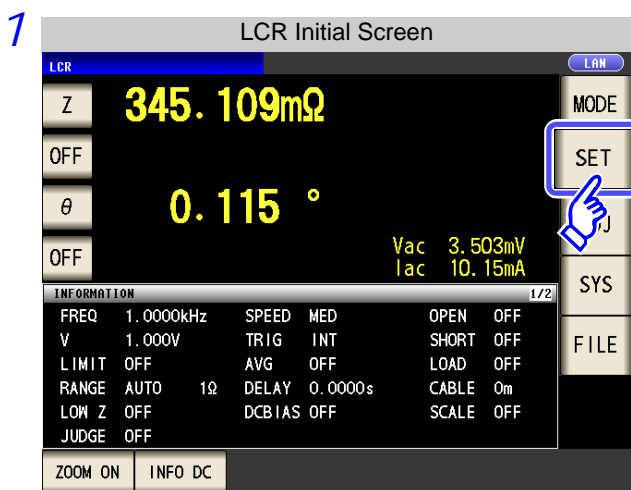 1
LCR Initial Screen
LCR LAN
Z 345.109mΩ MODE
OFF SET
θ 0.115 °
OFF Vac 3.503mV
Iac 10.15mA
SYS
INFORMATION 1/2
FREQ 1.0000kHz SPEED MED OPEN OFF
V 1.000V TRIG INT SHORT OFF
FILE
LIMIT OFF AVG OFF LOAD OFF
RANGE AUTO 1Ω DELAY 0.0000s CABLE 0m
LOW Z OFF DCBIAS OFF SCALE OFF
JUDGE OFF
ZOOM ON INFO DC